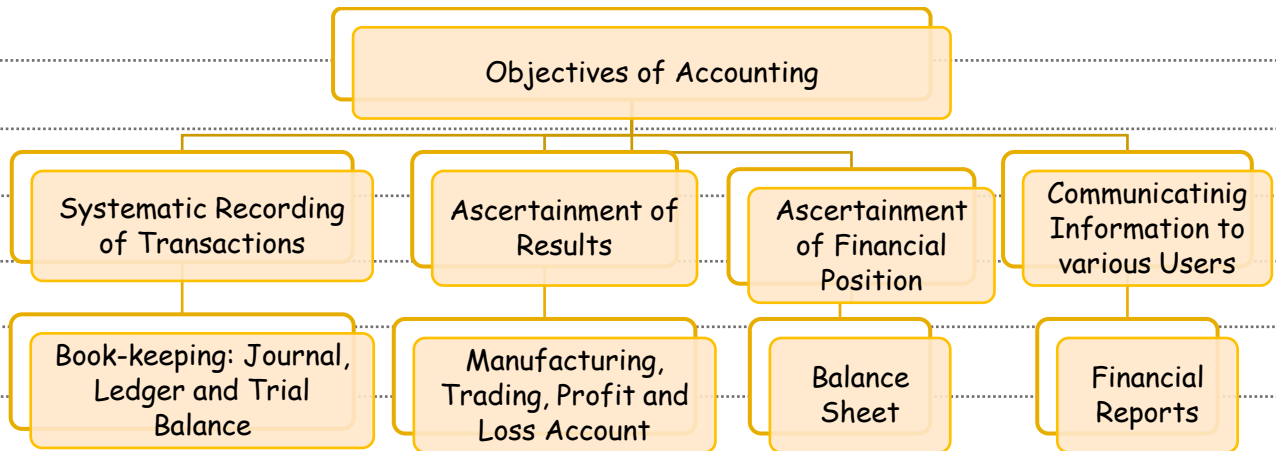 Objectives of Accounting
Systematic Recording
of Transactions
Ascertainment of
Results
Ascertainment
of Financial
Position
Communicatinig
Information to
various Users
Book-keeping: Journal,
Ledger and Trial
Balance
Manufacturing,
Trading, Profit and
Loss Account
Balance
Sheet
Financial
Reports